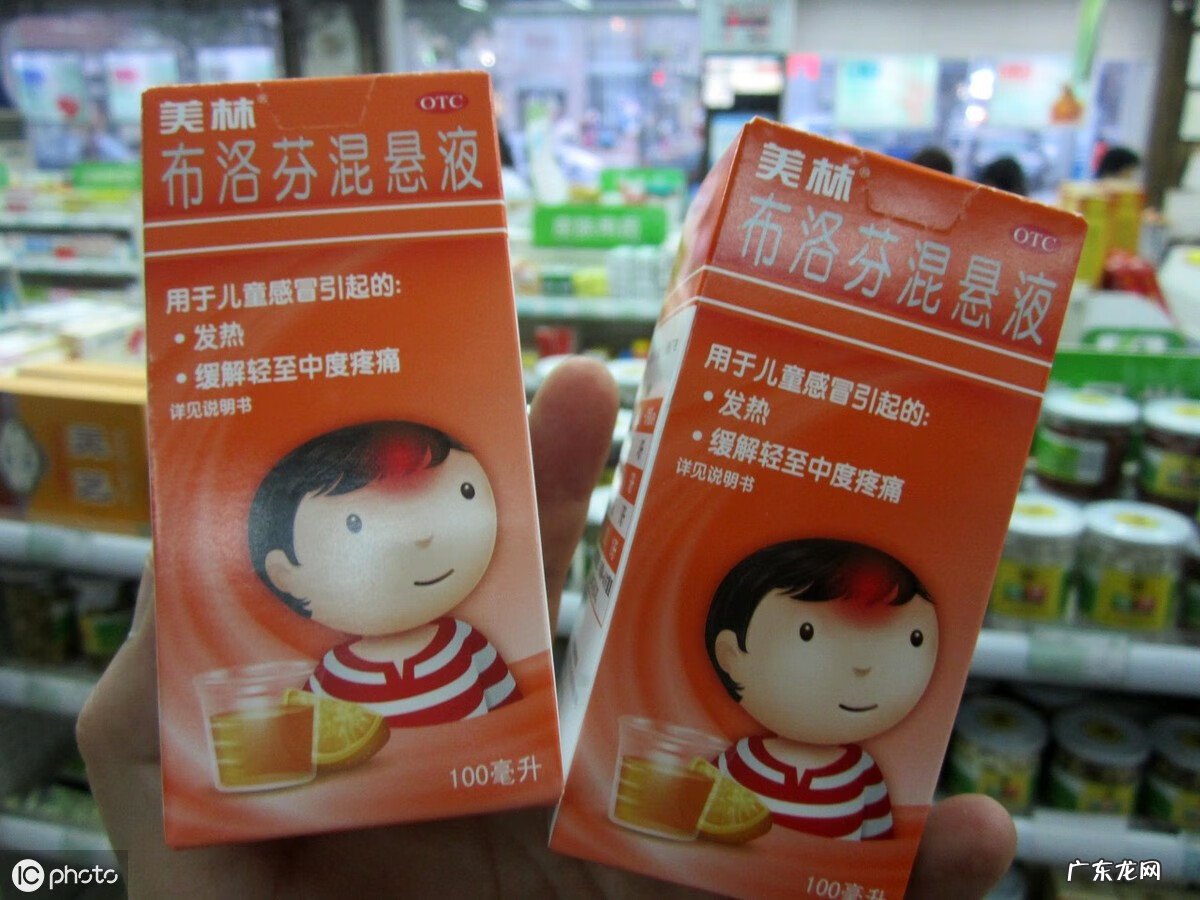 美林®
OTC
布洛芬混悬液
用于儿童感冒引起的:
• 发热
• 缓解轻至中度疼痛
详见说明书
100毫升
美林®
OTC
布洛芬混悬液
用于儿童感冒引起的:
• 发热
• 缓解轻至中度疼痛
详见说明书
100毫升
IC photo
广东龙网